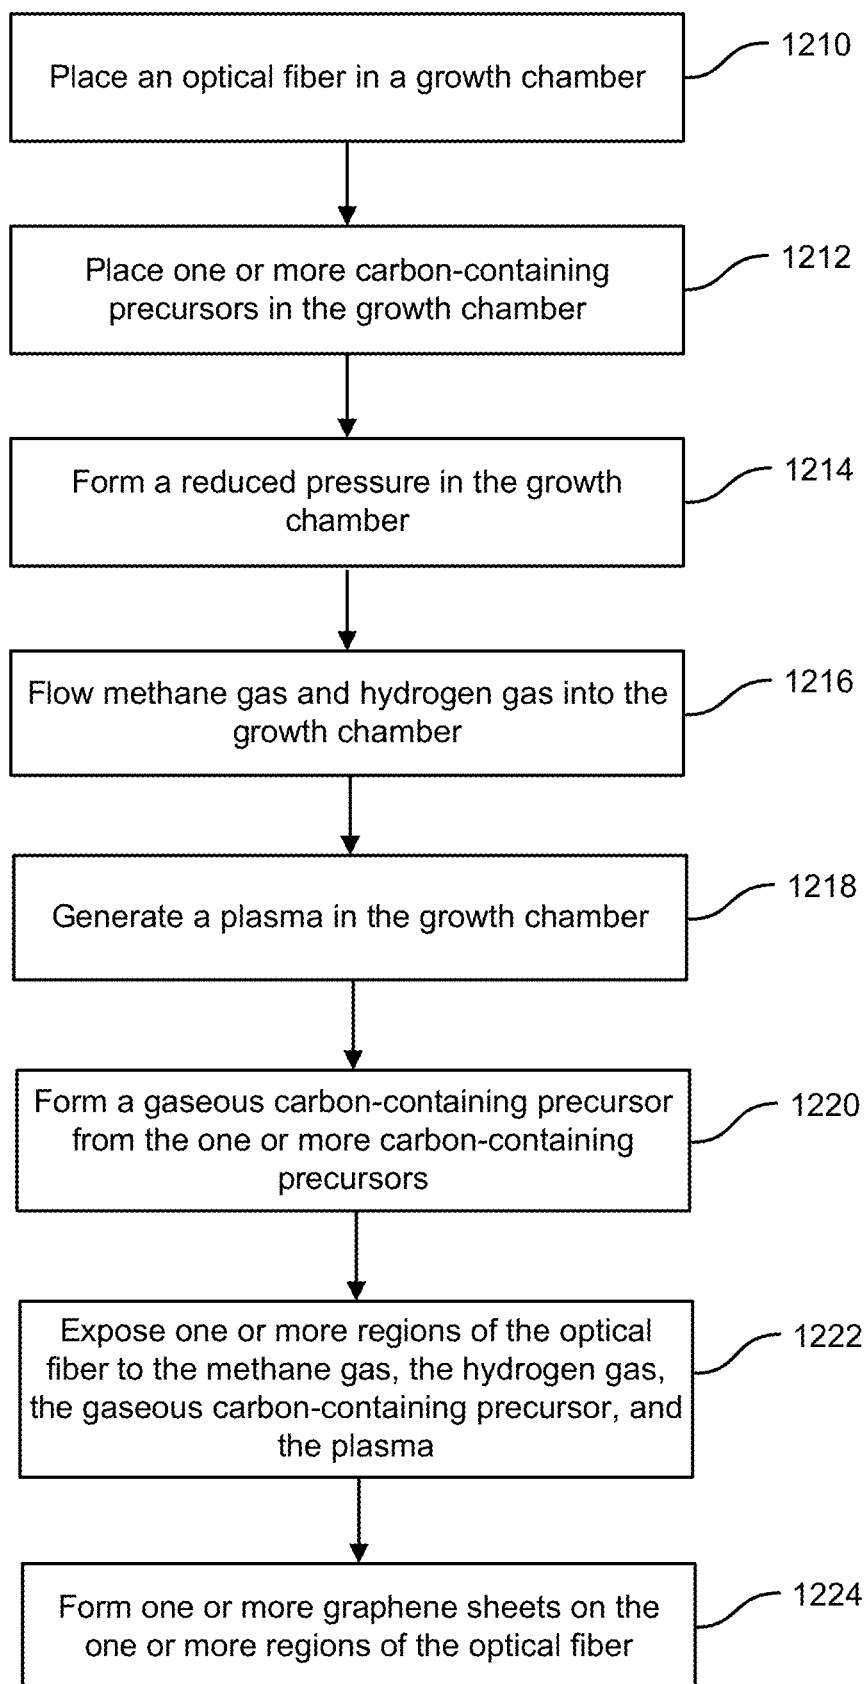 1210
Place an optical fiber in a growth chamber
1212
Place one or more carbon-containing
precursors in the growth chamber
1214
Form a reduced pressure in the growth
chamber
1216
Flow methane gas and hydrogen gas into the
growth chamber
1218
Generate a plasma in the growth chamber
1220
Form a gaseous carbon-containing precursor
from the one or more carbon-containing
precursors
1222
Expose one or more regions of the optical
fiber to the methane gas, the hydrogen gas,
the gaseous carbon-containing precursor, and
the plasma
1224
Form one or more graphene sheets on the
one or more regions of the optical fiber